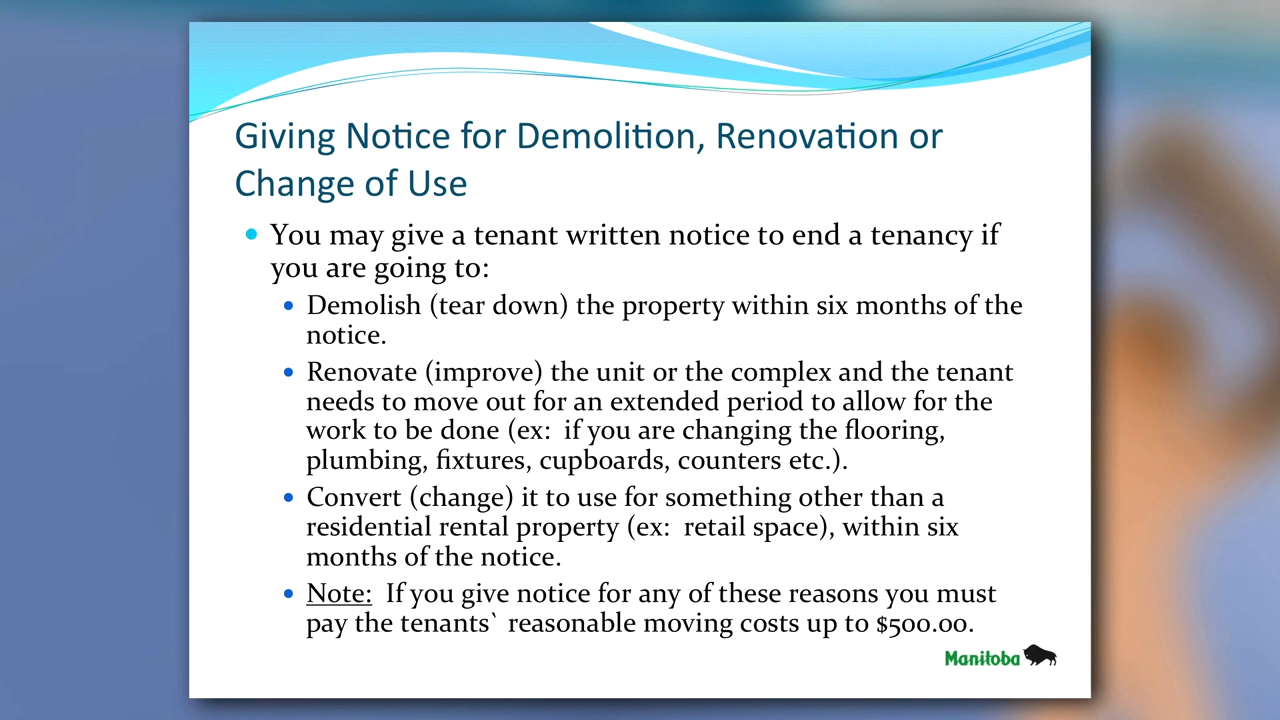 Giving Notice for Demolition, Renovation or
Change of Use
You may give a tenant written notice to end a tenancy if
you are going to:
Demolish (tear down) the property within six months of the
notice.
Renovate (improve) the unit or the complex and the tenant
needs to move out for an extended period to allow for the
work to be done (ex:  if you are changing the flooring,
plumbing, fixtures, cupboards, counters etc.).
Convert (change) it to use for something other than a
residential rental property (ex:  retail space), within six
months of the notice.
Note:  If you give notice for any of these reasons you must
pay the tenants` reasonable moving costs up to $500.00.
Manitoba